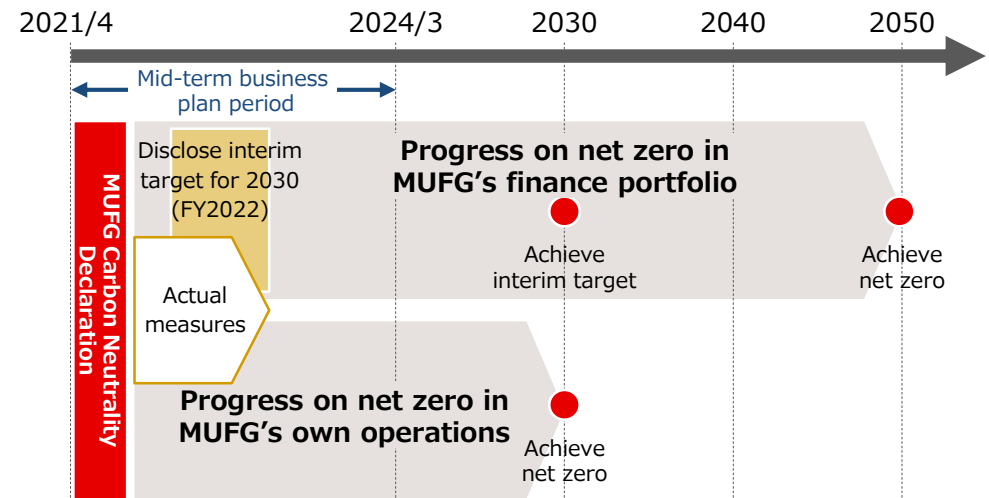 2021/4
2024/3
2030
2040
2050
Mid-term business
plan period
MUFG Carbon Neutrality
Declaration
Disclose interim
target for 2030
(FY2022)
Actual
measures
Progress on net zero in
MUFG’s finance portfolio
Achieve
interim target
Achieve
net zero
Progress on net zero in
MUFG’s own operations
Achieve
net zero